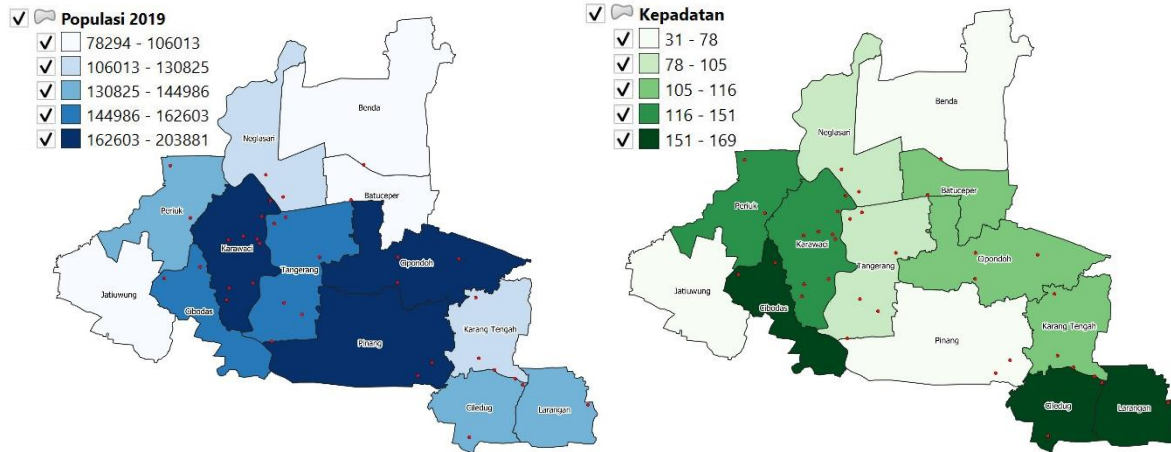 Populasi 2019
78294 - 106013
106013 - 130825
130825 - 144986
144986 - 162603
162603 - 203881
Benda
Neglasari
Batuceper
Periuk
Karawaci
Cipondoh
Tangerang
Jatiuwung
Cibodas
Karang Tengah
Pinang
Ciledug
Larangan
Kepadatan
31 - 78
78 - 105
105 - 116
116 - 151
151 - 169
Benda
Neglasari
Batuceper
Periuk
Karawaci
Cipondoh
Tangerang
Jatiuwung
Cibodas
Karang Tengah
Pinang
Ciledug
Larangan